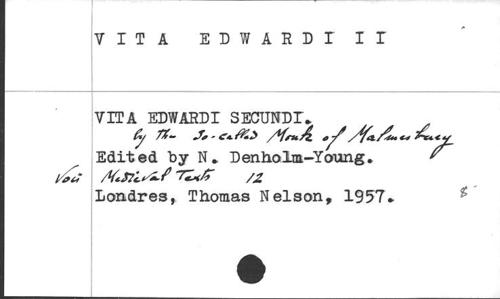 VITA EDWARDI II
VITA EDWARDI SECUNDI.
by the so-called Monk of Malmesbury
Edited by N. Denholm-Young.
Voir Medieval Texts 12
Londres, Thomas Nelson, 1957.
8°